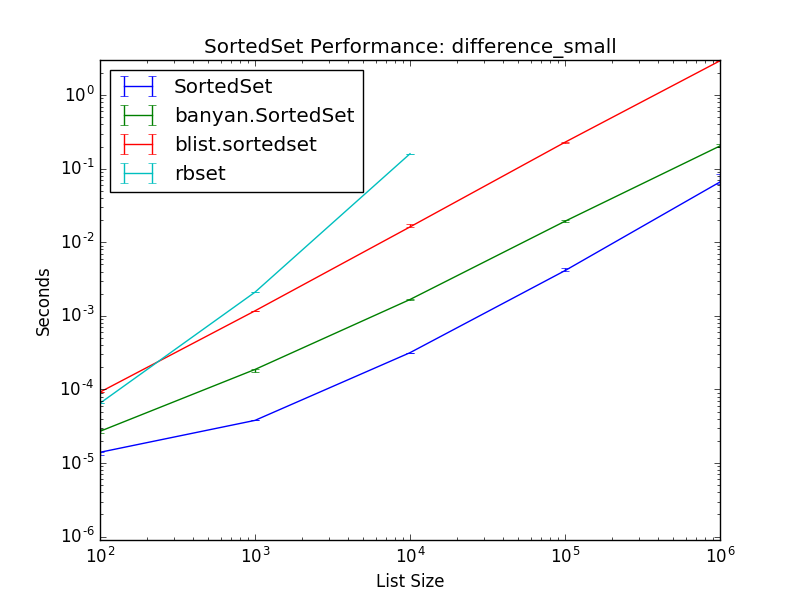 SortedSet Performance: difference_small
SortedSet
banyan.SortedSet
blist.sortedset
rbset
10^0
10^-1
10^-2
10^-3
10^-4
10^-5
10^-6
Seconds
10^2 10^3 10^4 10^5 10^6
List Size